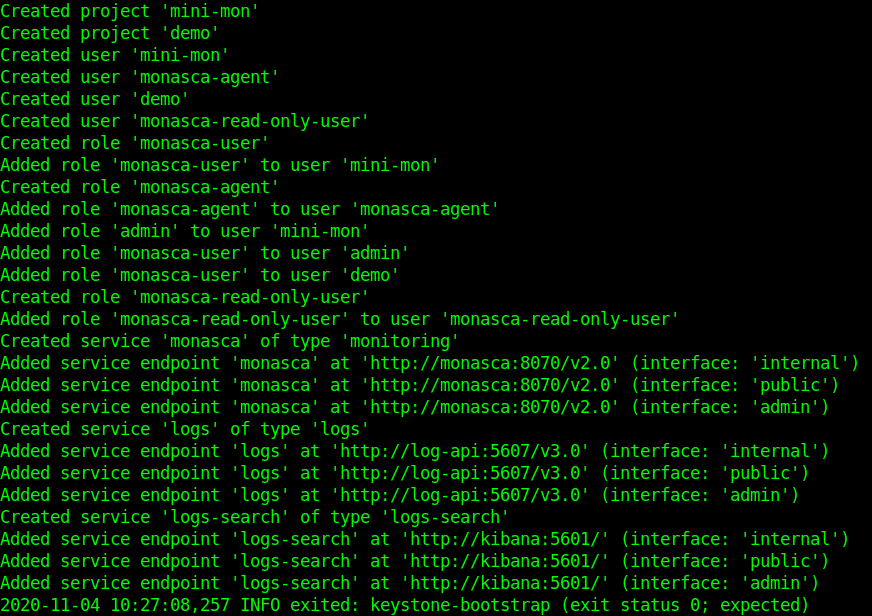 Created project 'mini-mon'
Created project 'demo'
Created user 'mini-mon'
Created user 'monasca-agent'
Created user 'demo'
Created user 'monasca-read-only-user'
Created role 'monasca-user'
Added role 'monasca-user' to user 'mini-mon'
Created role 'monasca-agent'
Added role 'monasca-agent' to user 'monasca-agent'
Added role 'admin' to user 'mini-mon'
Added role 'monasca-user' to user 'admin'
Added role 'monasca-user' to user 'demo'
Created role 'monasca-read-only-user'
Added role 'monasca-read-only-user' to user 'monasca-read-only-user'
Created service 'monasca' of type 'monitoring'
Added service endpoint 'monasca' at 'http://monasca:8070/v2.0' (interface: 'internal')
Added service endpoint 'monasca' at 'http://monasca:8070/v2.0' (interface: 'public')
Added service endpoint 'monasca' at 'http://monasca:8070/v2.0' (interface: 'admin')
Created service 'logs' of type 'logs'
Added service endpoint 'logs' at 'http://log-api:5607/v3.0' (interface: 'internal')
Added service endpoint 'logs' at 'http://log-api:5607/v3.0' (interface: 'public')
Added service endpoint 'logs' at 'http://log-api:5607/v3.0' (interface: 'admin')
Created service 'logs-search' of type 'logs-search'
Added service endpoint 'logs-search' at 'http://kibana:5601/' (interface: 'internal')
Added service endpoint 'logs-search' at 'http://kibana:5601/' (interface: 'public')
Added service endpoint 'logs-search' at 'http://kibana:5601/' (interface: 'admin')
2020-11-04 10:27:08,257 INFO exited: keystone-bootstrap (exit status 0; expected)